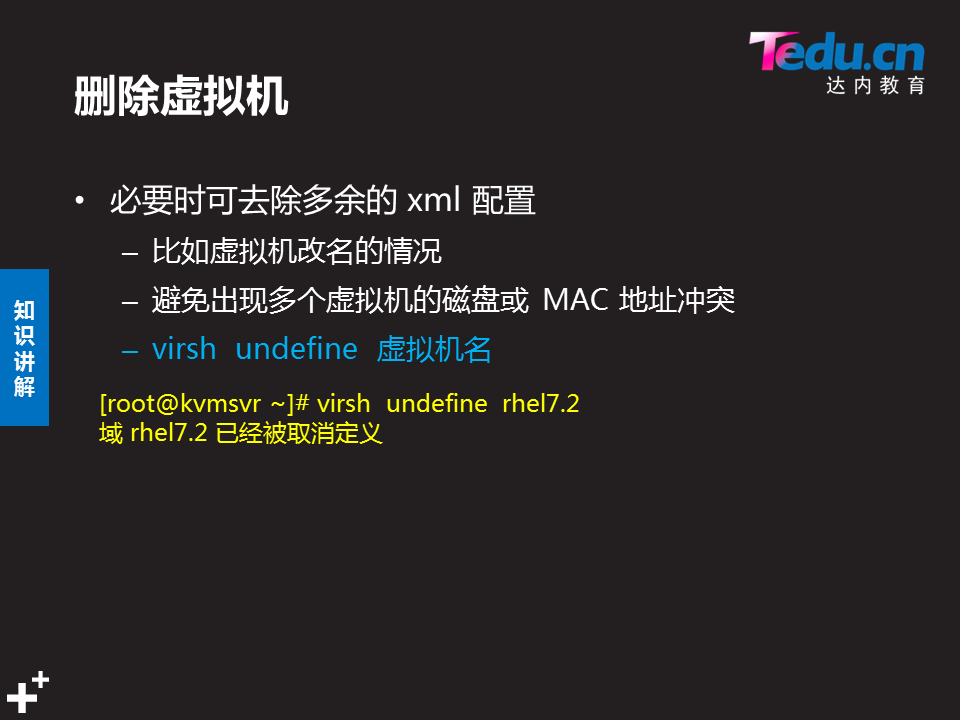 Tedu.cn
达内教育
删除虚拟机
• 必要时可去除多余的 xml 配置
– 比如虚拟机改名的情况
– 避免出现多个虚拟机的磁盘或 MAC 地址冲突
– virsh undefine 虚拟机名
知识讲解
[root@kvmsvr ~]# virsh undefine rhel7.2
域 rhel7.2 已经被取消定义